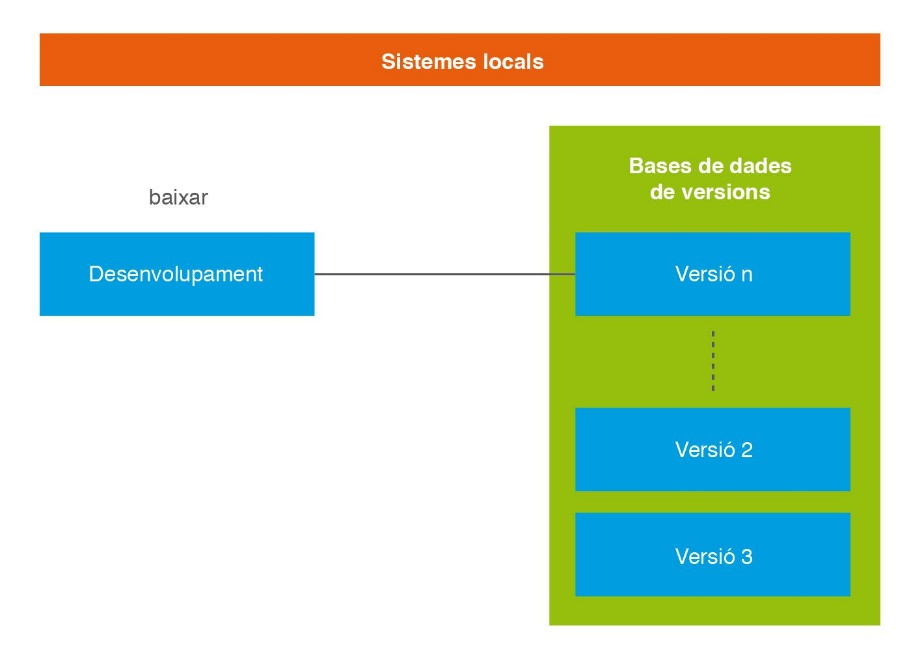 Sistemes locals
baixar
Desenvolupament
Bases de dades
de versions
Versió n
Versió 2
Versió 3